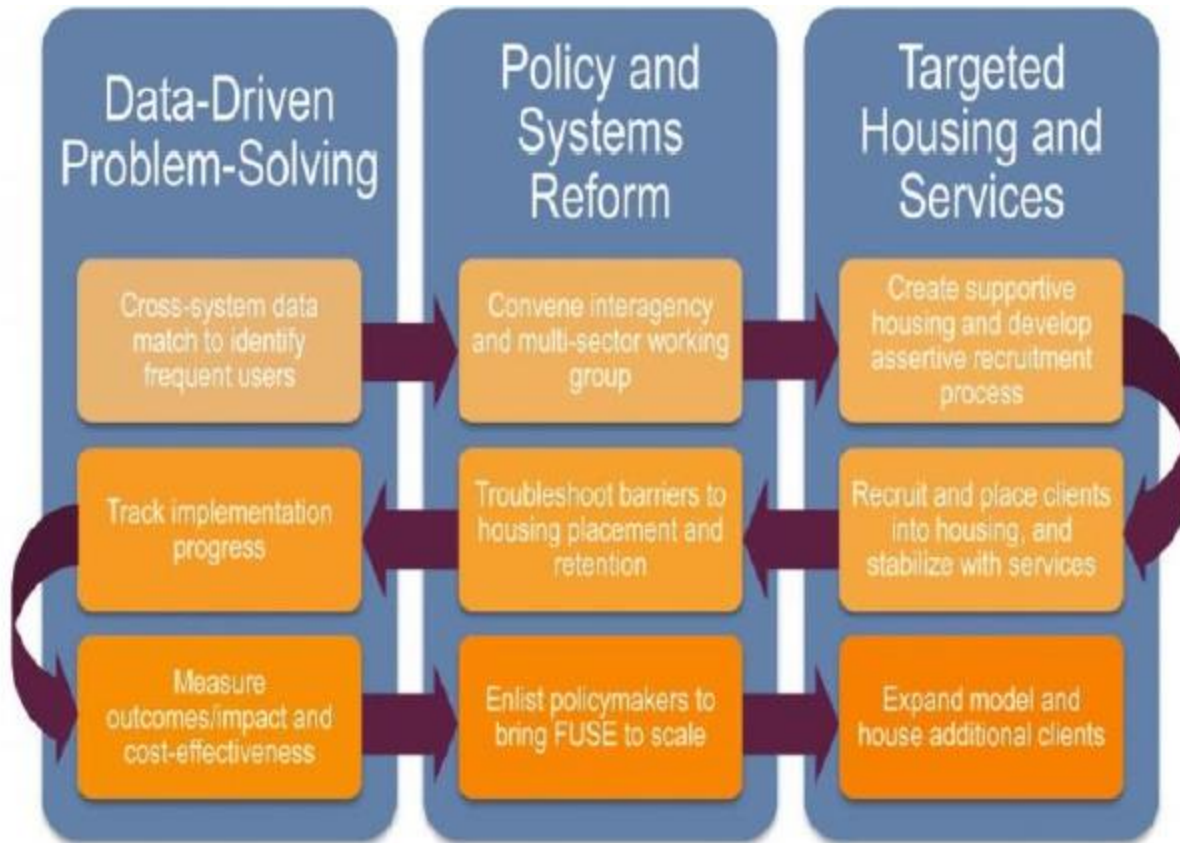 Data-Driven
Problem-Solving
Cross-system data
match to identify
frequent users
Track implementation
progress
Measure
outcomes/impact and
cost-effectiveness
Policy and
Systems
Reform
Convene interagency
and multi-sector working
group
Troubleshoot barriers to
housing placement and
retention
Enlist policymakers to
bring FUSE to scale
Targeted
Housing and
Services
Create supportive
housing and develop
assertive recruitment
process
Recruit and place clients
into housing, and
stabilize with services
Expand model and
house additional clients